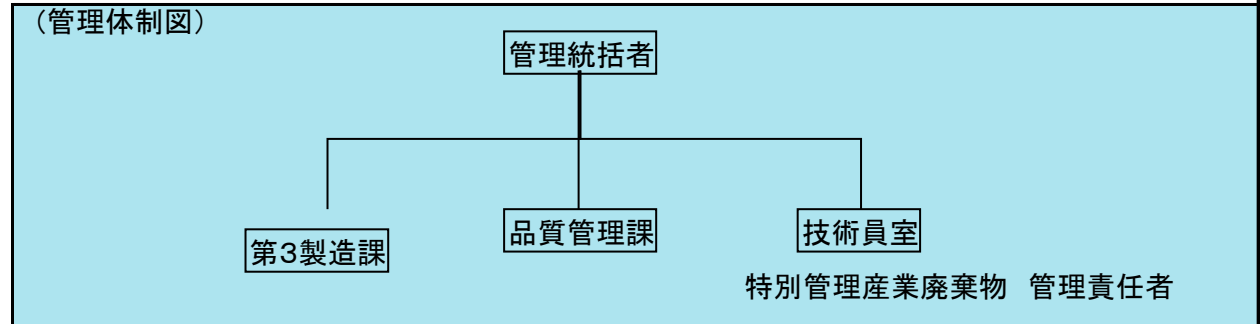 （管理体制図）
管理統括者
第３製造課
品質管理課
技術員室
特別管理産業廃棄物　管理責任者